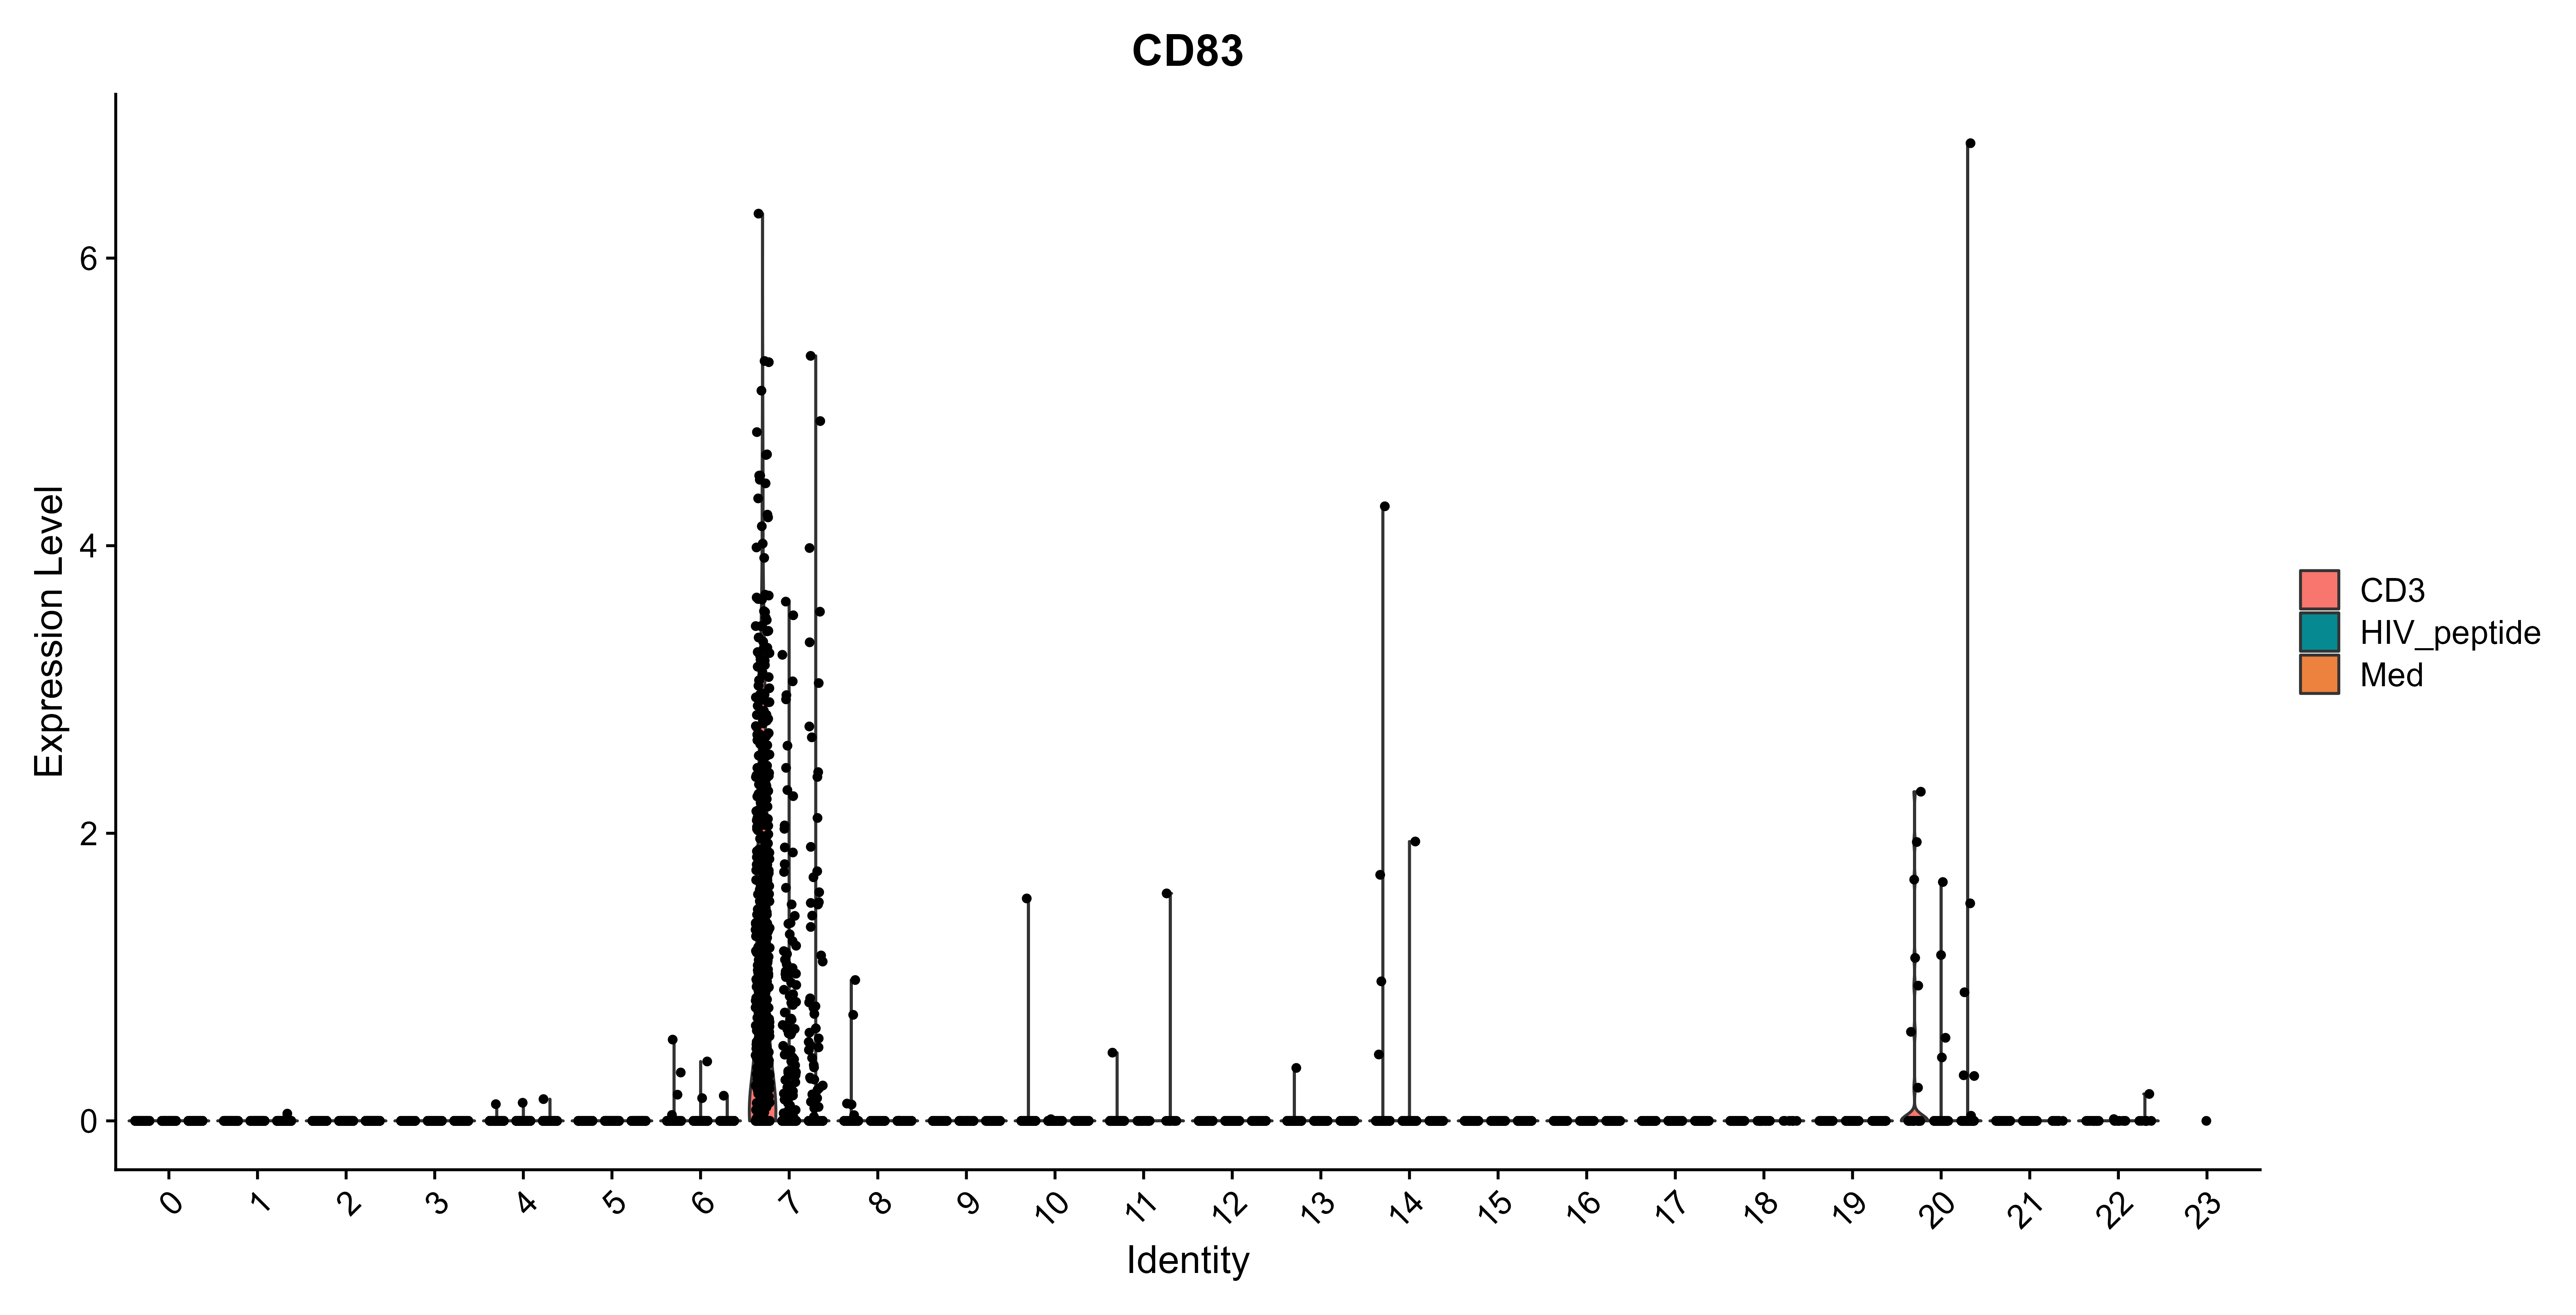 CD83
Expression Level
6
4
2
0
0 1 2 3 4 5 6 7 8 9 10 11 12 13 14 15 16 17 18 19 20 21 22 23
Identity
CD3
HIV_peptide
Med